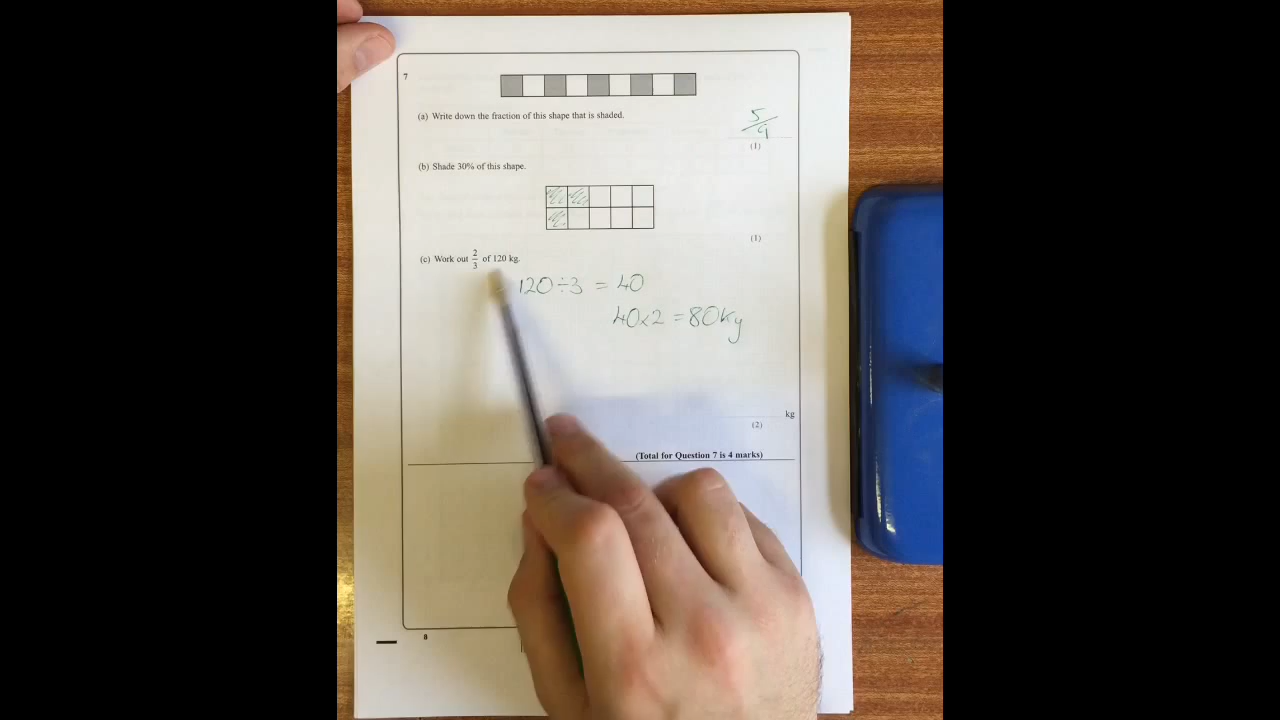 7
(a) Write down the fraction of this shape that is shaded.
5/9
(1)
(b) Shade 30% of this shape.
(1)
(c) Work out 2/3 of 120 kg.
120÷3 = 40
40×2 = 80kg
kg
(2)
(Total for Question 7 is 4 marks)
8